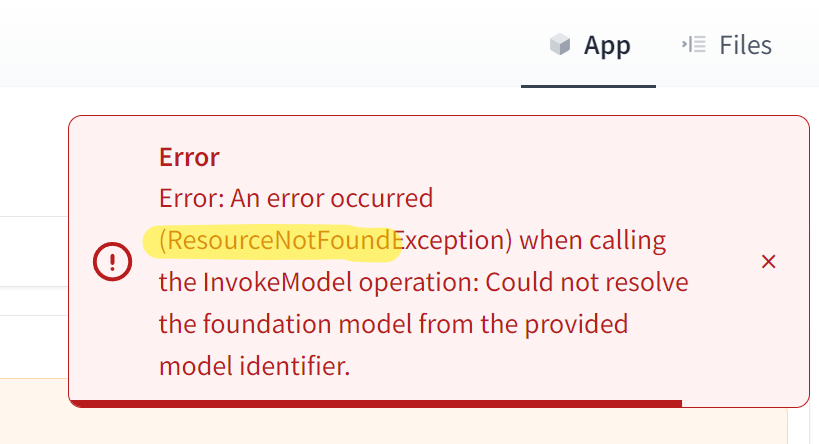 App Files
Error
Error: An error occurred
(ResourceNotFoundException) when calling
the InvokeModel operation: Could not resolve
the foundation model from the provided
model identifier.